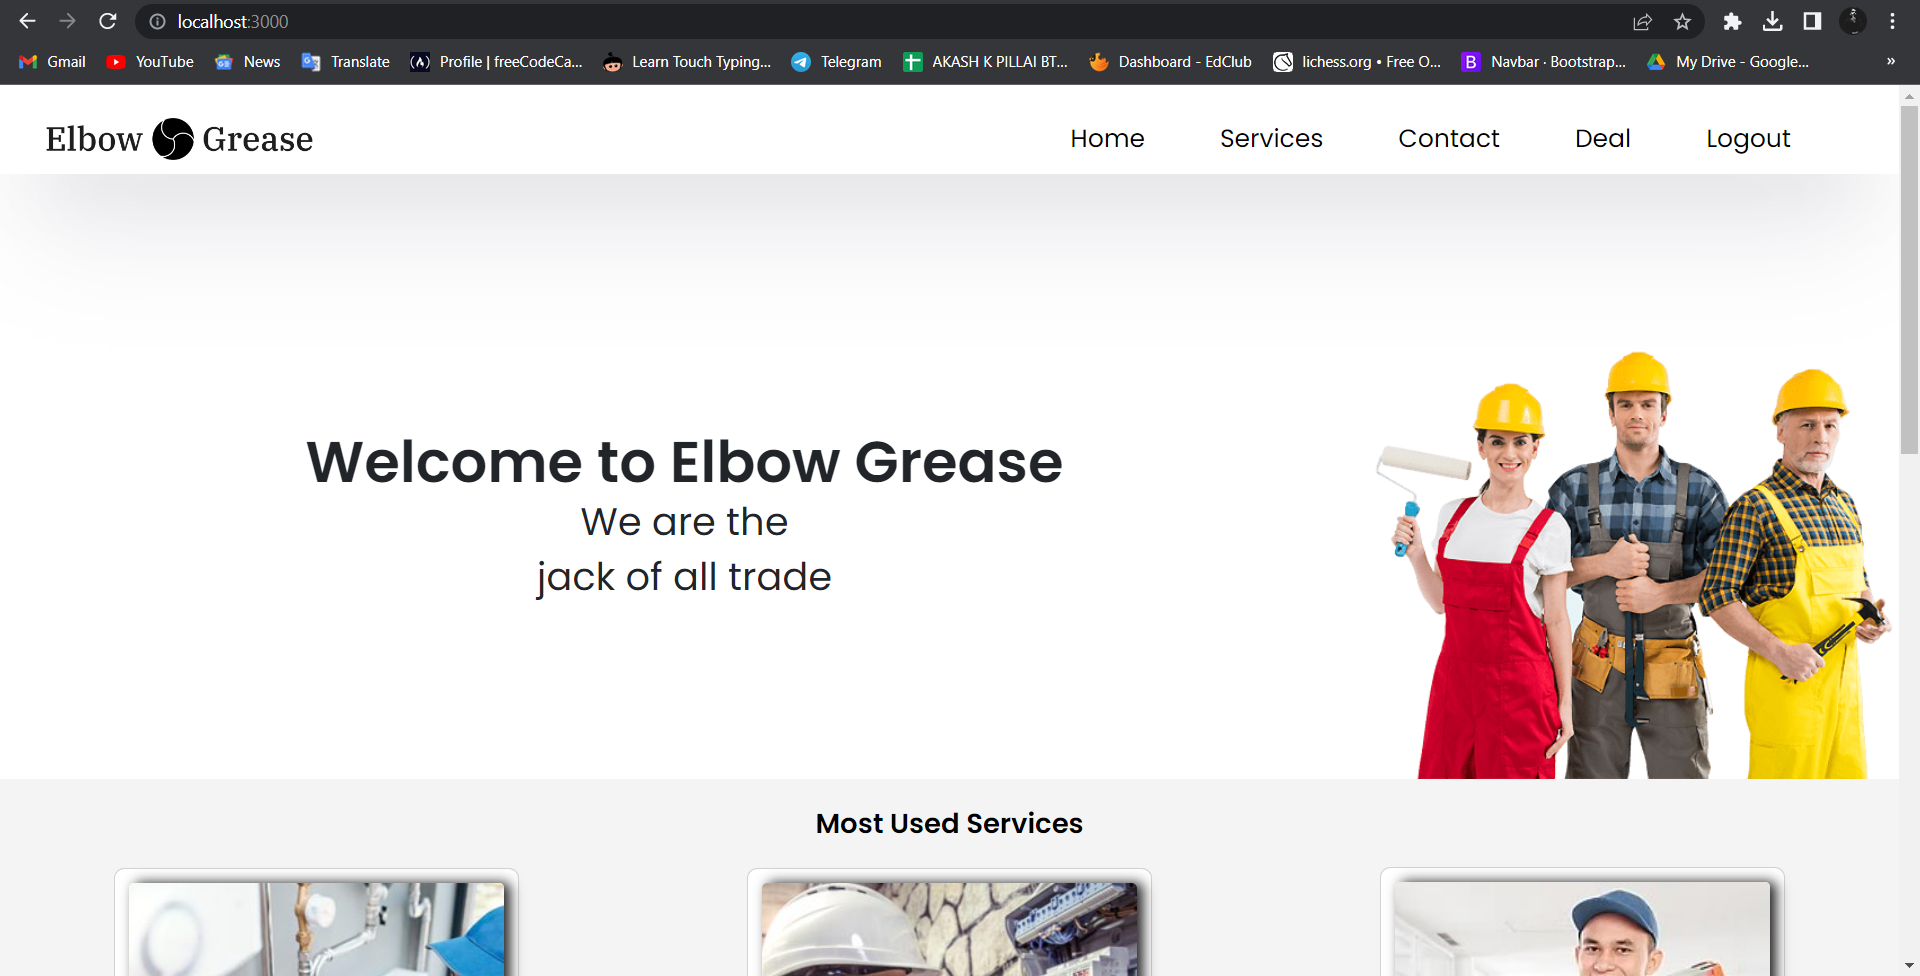 localhost:3000
Gmail YouTube News Translate Profile | freeCodeCa... Learn Touch Typing... Telegram AKASH K PILLAI BT... Dashboard - EdClub lichess.org • Free O... B Navbar · Bootstrap... My Drive - Google... »
Elbow Grease Home Services Contact Deal Logout
Welcome to Elbow Grease
We are the
jack of all trade
Most Used Services